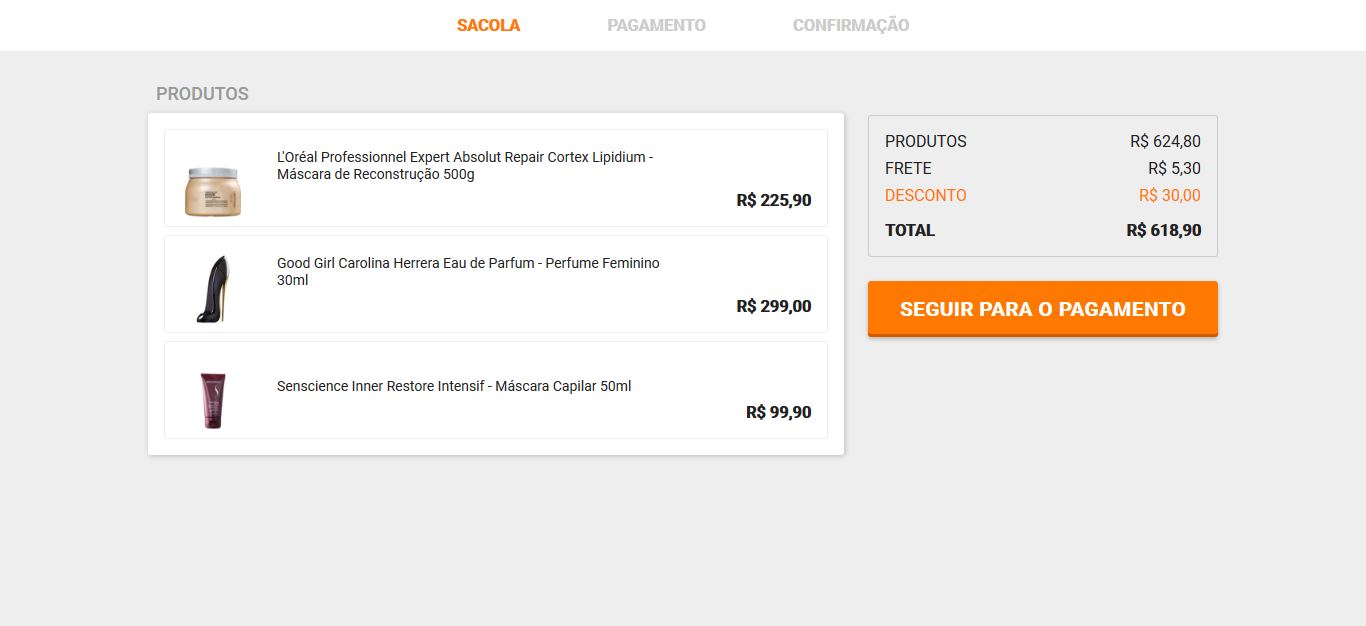 SACOLA PAGAMENTO CONFIRMAÇÃO
PRODUTOS
L'Oréal Professionnel Expert Absolut Repair Cortex Lipidium -
Máscara de Reconstrução 500g
R$ 225,90
Good Girl Carolina Herrera Eau de Parfum - Perfume Feminino
30ml
R$ 299,00
Senscience Inner Restore Intensif - Máscara Capilar 50ml
R$ 99,90
PRODUTOS R$ 624,80
FRETE R$ 5,30
DESCONTO R$ 30,00
TOTAL R$ 618,90
SEGUIR PARA O PAGAMENTO